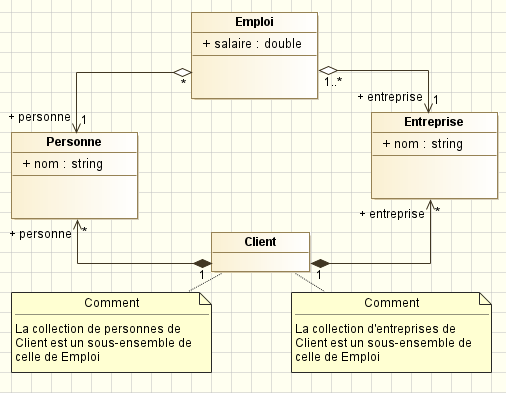 Emploi
+ salaire : double
*
1..*
+ personne
1
+ entreprise
1
Personne
+ nom : string
Entreprise
+ nom : string
+ personne
*
+ entreprise
*
Client
1
1
Comment
La collection de personnes de
Client est un sous-ensemble de
celle de Emploi
Comment
La collection d'entreprises de
Client est un sous-ensemble de
celle de Emploi